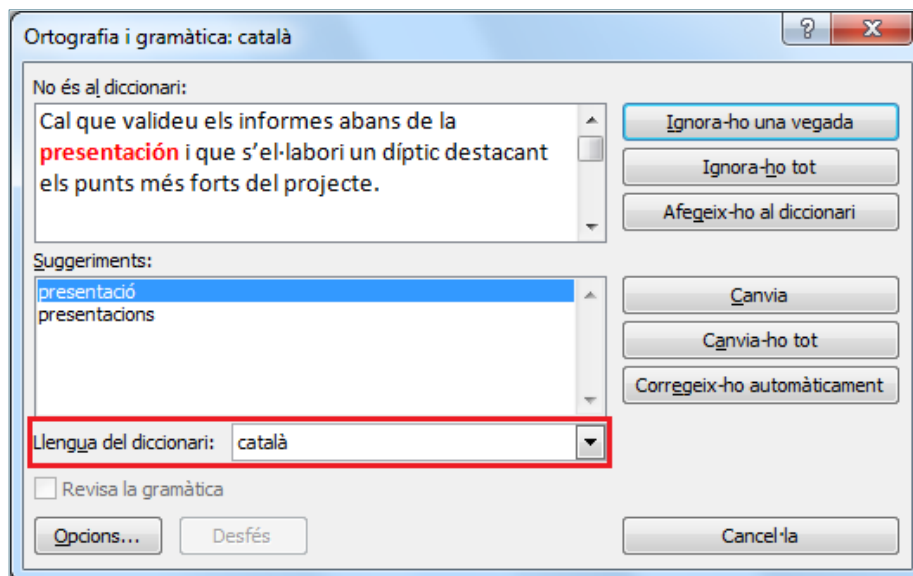 Ortografia i gramàtica: català
No és al diccionari:
Cal que valideu els informes abans de la
presentación i que s’el·labori un díptic destacant
els punts més forts del projecte.
Ignora-ho una vegada
Ignora-ho tot
Afegeix-ho al diccionari
Suggeriments:
presentació
presentacions
Canvia
Canvia-ho tot
Corregeix-ho automàticament
Llengua del diccionari: català
Revisa la gramàtica
Opcions...
Desfés
Cancel·la